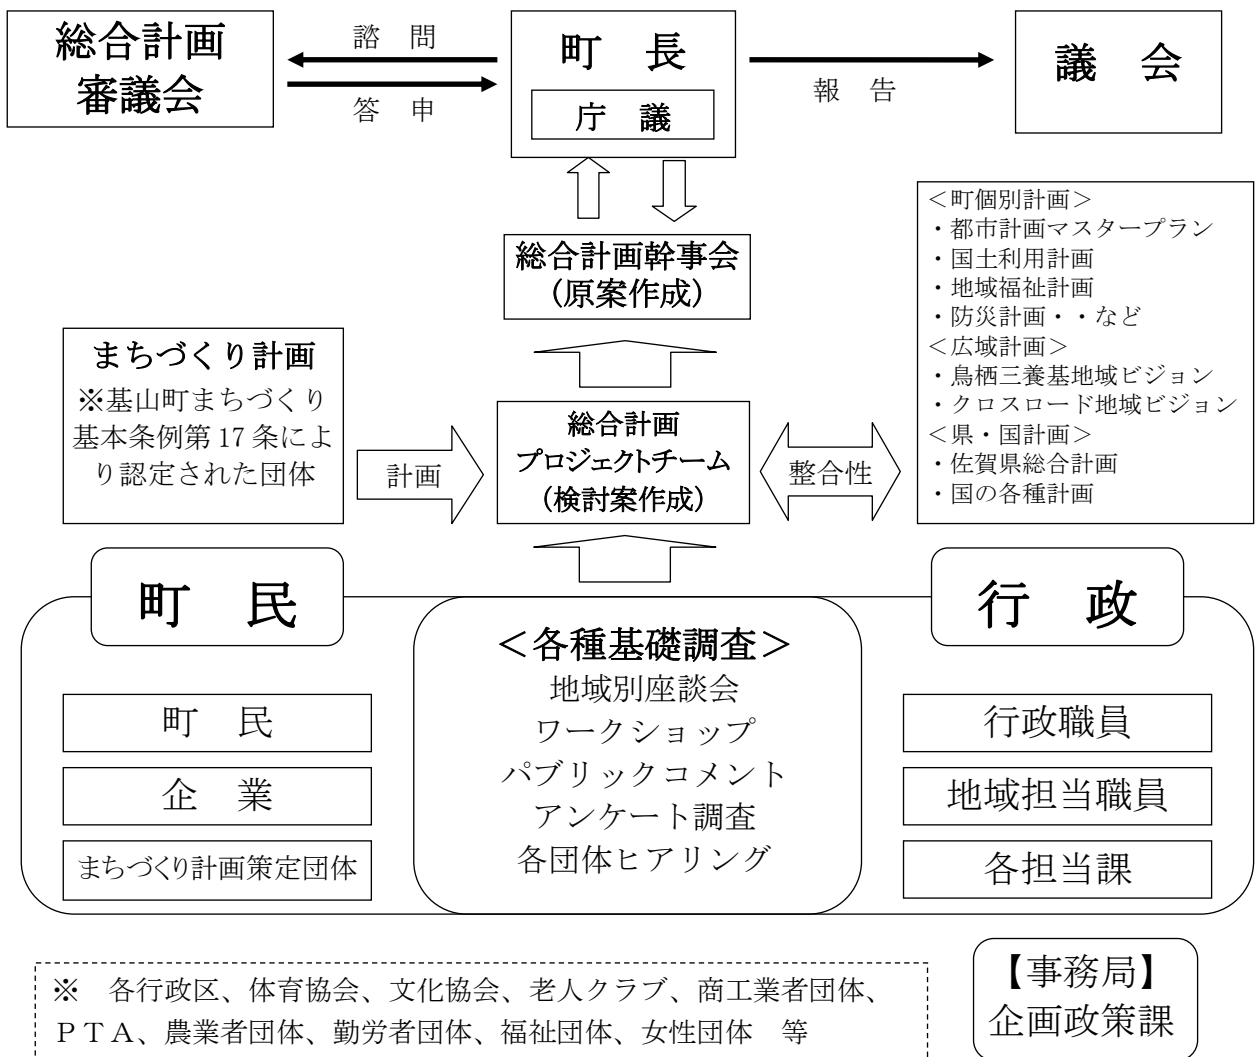 総合計画
審議会
諮　問
答　申
町　長
庁　議
報　告
議　会
総合計画幹事会
(原案作成)
＜町個別計画＞
・都市計画マスタープラン
・国土利用計画
・地域福祉計画
・防災計画・・など
＜広域計画＞
・鳥栖三養基地域ビジョン
・クロスロード地域ビジョン
＜県・国計画＞
・佐賀県総合計画
・国の各種計画
まちづくり計画
※基山町まちづくり
基本条例第 17 条によ
り認定された団体
計画
総合計画
プロジェクトチーム
(検討案作成)
整合性
町　民
町　民
企　業
まちづくり計画策定団体
＜各種基礎調査＞
地域別座談会
ワークショップ
パブリックコメント
アンケート調査
各団体ヒアリング
行　政
行政職員
地域担当職員
各担当課
※　各行政区、体育協会、文化協会、老人クラブ、商工業者団体、
ＰＴＡ、農業者団体、勤労者団体、福祉団体、女性団体　等
【事務局】
企画政策課